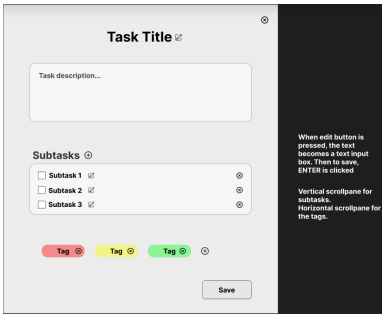 Task Title
Task description...
Subtasks
Subtask 1
Subtask 2
Subtask 3
Tag Tag Tag
Save
When edit button is
pressed, the text
becomes a text input
box. Then to save,
ENTER is clicked
Vertical scrollpane for
subtasks.
Horizontal scrollpane for
the tags.